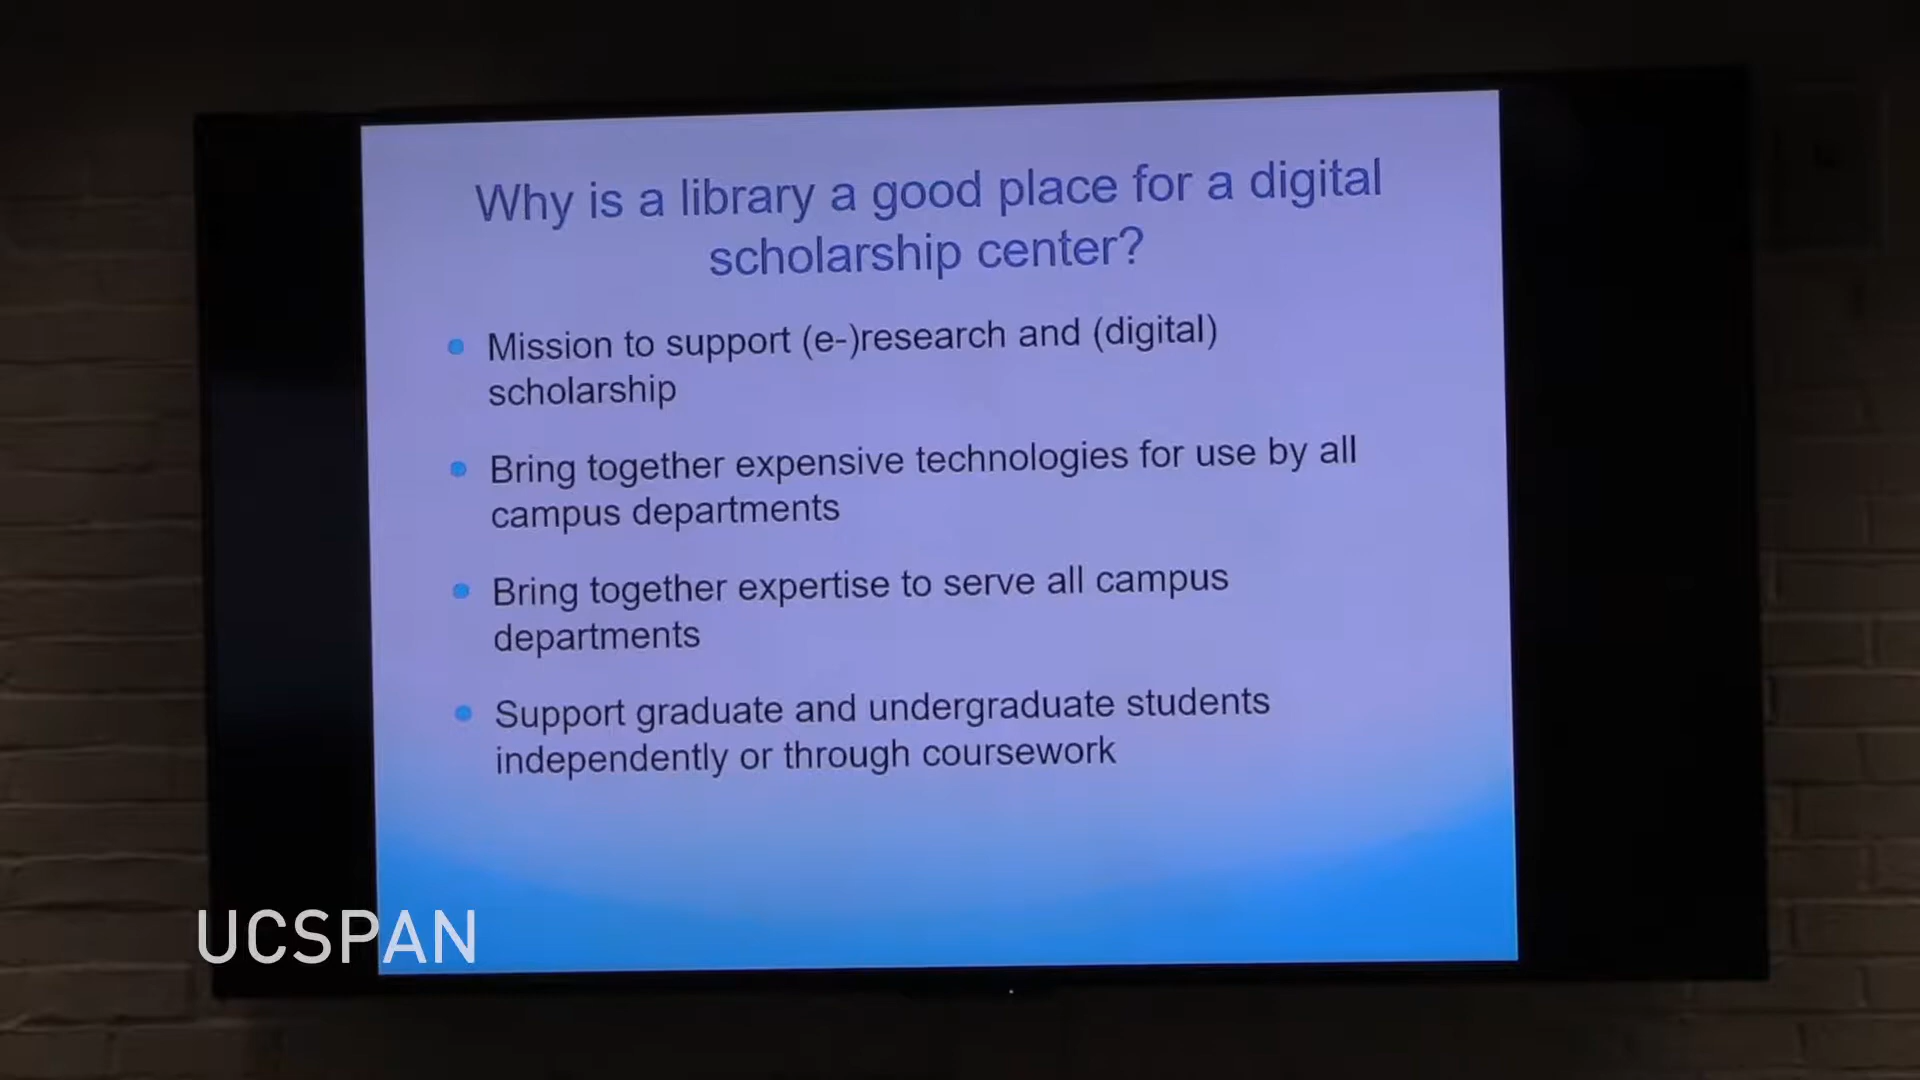 Why is a library a good place for a digital
scholarship center?
Mission to support (e-)research and (digital)
scholarship
Bring together expensive technologies for use by all
campus departments
Bring together expertise to serve all campus
departments
Support graduate and undergraduate students
independently or through coursework
UCSPAN